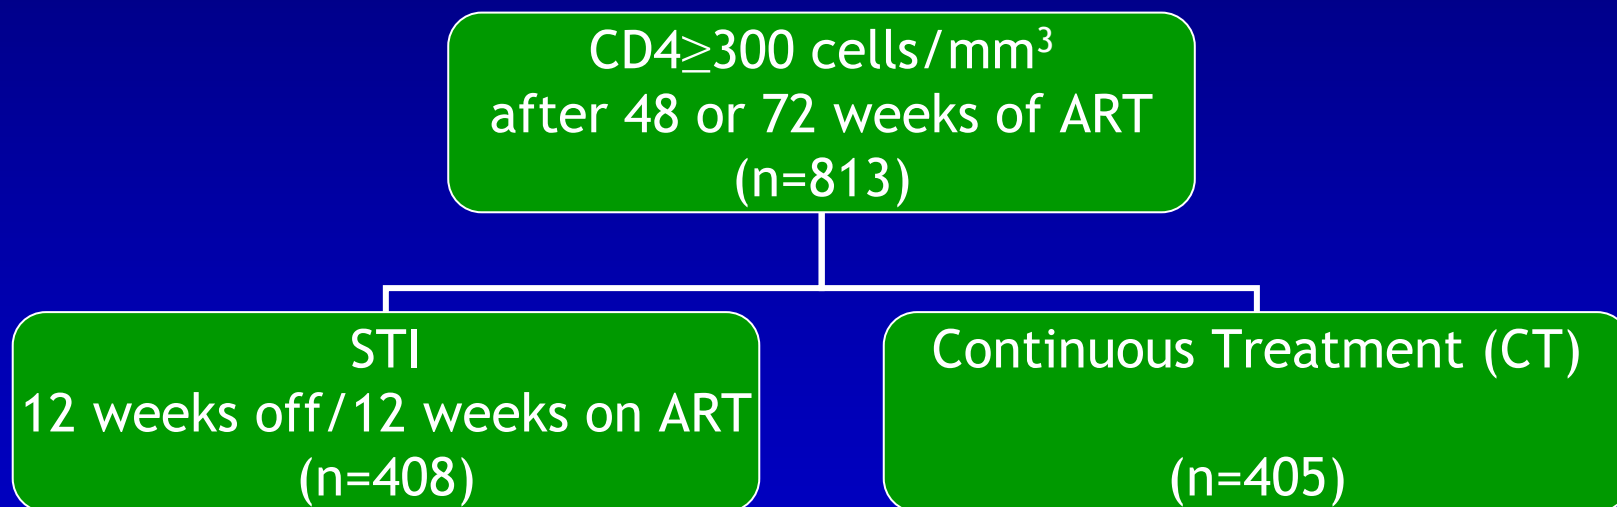 CD4≥300 cells/mm³
after 48 or 72 weeks of ART
(n=813)
STI
12 weeks off/12 weeks on ART
(n=408)
Continuous Treatment (CT)
(n=405)